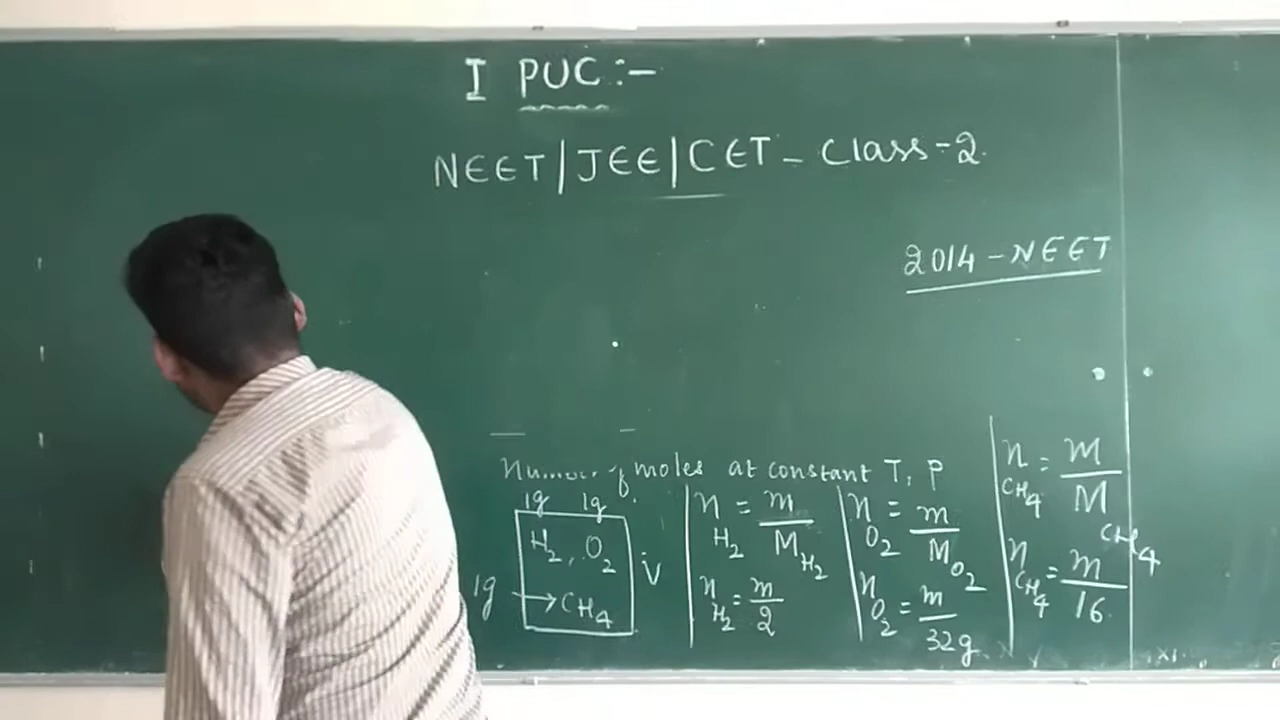 I PUC:-
NEET/JEE/CET - Class-2.
2014 - NEET
of moles at constant T, P
1g 1g
H2, O2
1g → CH4
V
n H2 = m / M H2
n H2 = m / 2
n O2 = m / M O2
n O2 = m / 32g
n CH4 = m / M CH4
n CH4 = m / 16.